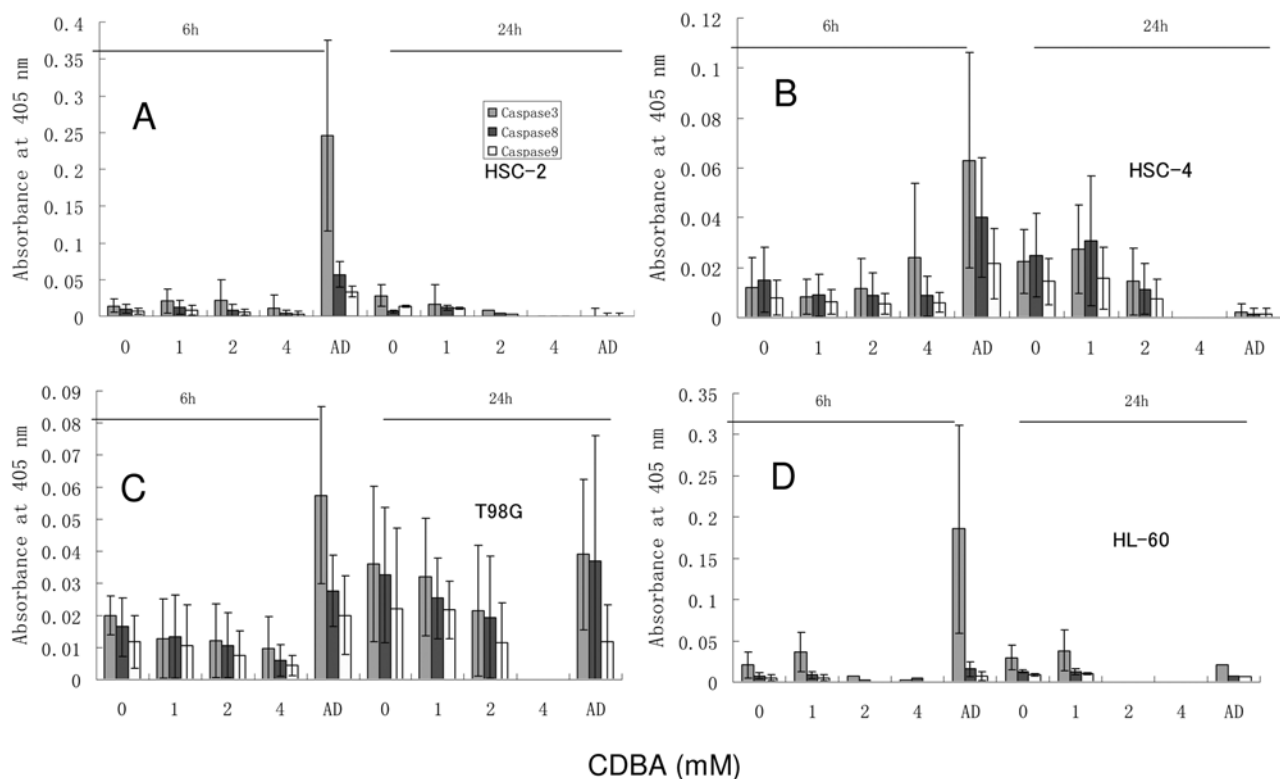 A
6h
24h
Absorbance at 405 nm
0.4
0.35
0.3
0.25
0.2
0.15
0.1
0.05
0
Caspase3
Caspase8
Caspase9
HSC-2
0 1 2 4 AD 0 1 2 4 AD
B
6h
24h
Absorbance at 405 nm
0.12
0.1
0.08
0.06
0.04
0.02
0
HSC-4
0 1 2 4 AD 0 1 2 4 AD
C
6h
24h
Absorbance at 405 nm
0.09
0.08
0.07
0.06
0.05
0.04
0.03
0.02
0.01
0
T98G
0 1 2 4 AD 0 1 2 4 AD
D
6h
24h
Absorbance at 405 nm
0.35
0.3
0.25
0.2
0.15
0.1
0.05
0
HL-60
0 1 2 4 AD 0 1 2 4 AD
CDBA (mM)